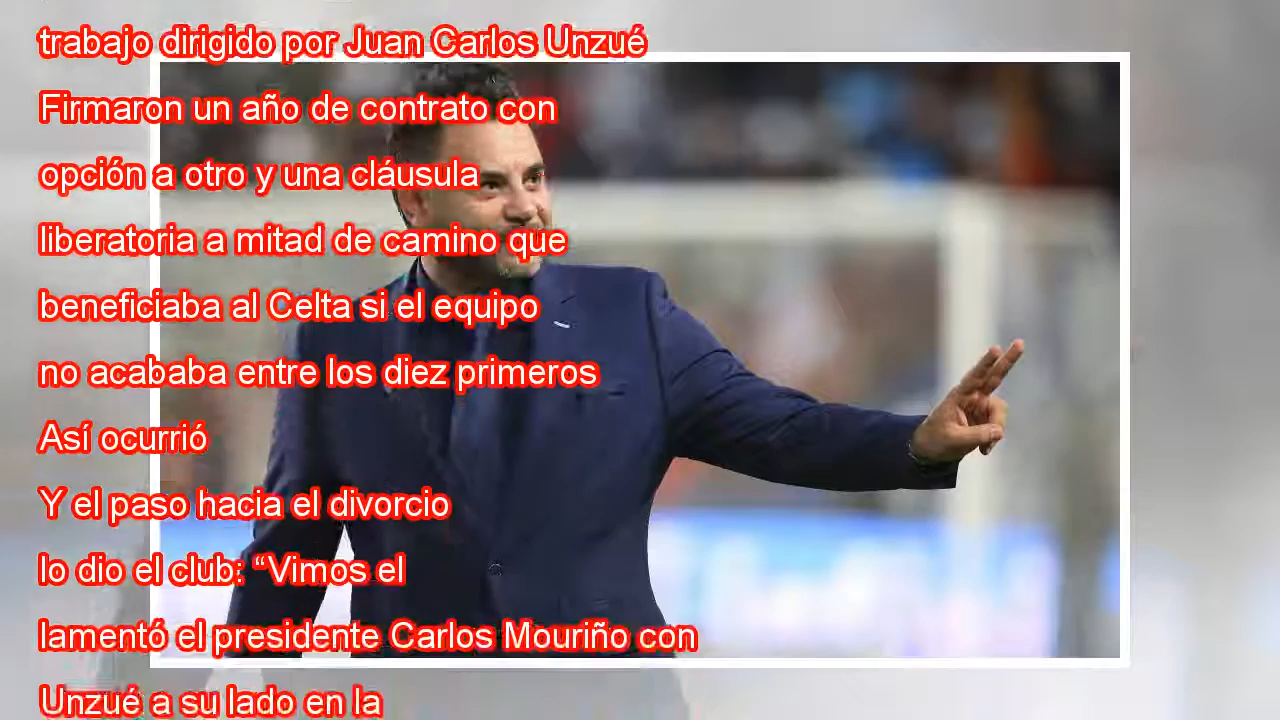 trabajo dirigido por Juan Carlos Unzué
Firmaron un año de contrato con
opción a otro y una cláusula
liberatoria a mitad de camino que
beneficiaba al Celta si el equipo
no acababa entre los diez primeros
Así ocurrió
Y el paso hacia el divorcio
lo dio el club: “Vimos el
lamentó el presidente Carlos Mouriño con
Unzué a su lado en la